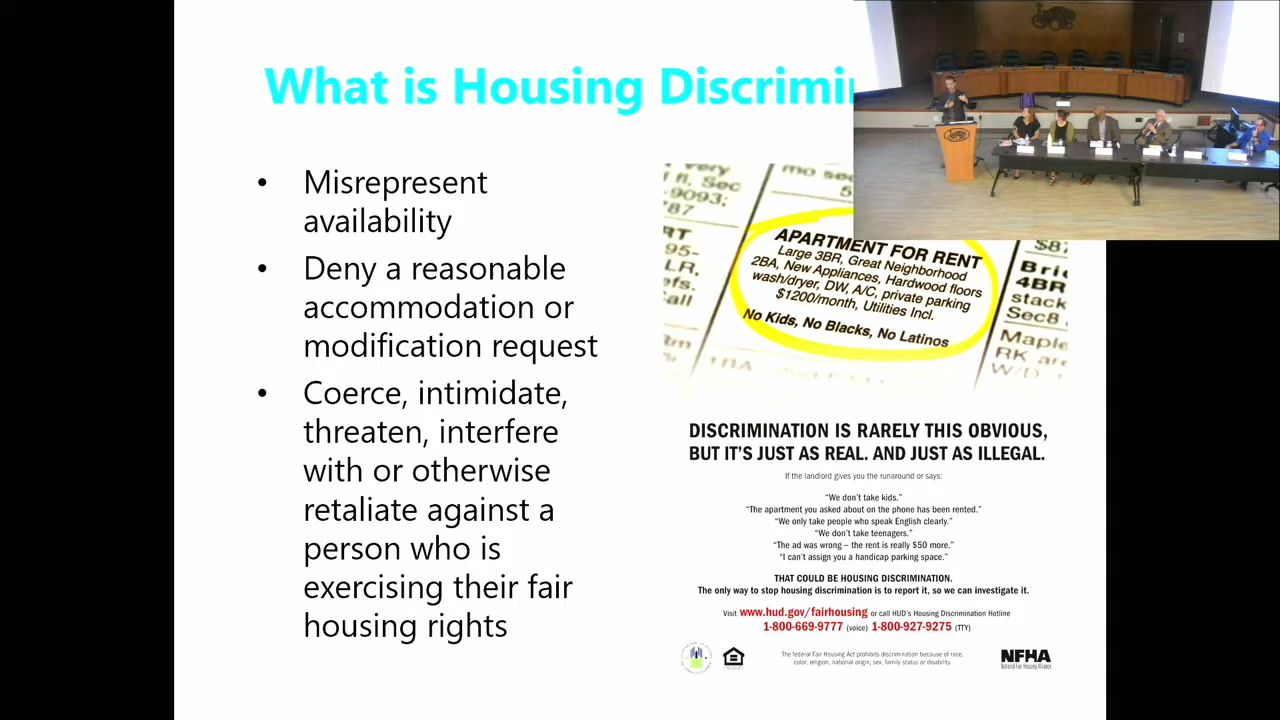 What is Housing Discrimi
• Misrepresent
availability
• Deny a reasonable
accommodation or
modification request
• Coerce, intimidate,
threaten, interfere
with or otherwise
retaliate against a
person who is
exercising their fair
housing rights
APARTMENT FOR RENT
Large 3BR, Great Neighborhood
2BA, New Appliances, Hardwood floors
wash/dryer, DW, A/C, private parking
$1200/month, Utilities Incl.
No Kids, No Blacks, No Latinos
4BR
stack
Sec8
Maple
DISCRIMINATION IS RARELY THIS OBVIOUS,
BUT IT'S JUST AS REAL. AND JUST AS ILLEGAL.
If the landlord gives you the runaround or says:
“We don't take kids.”
“The apartment you asked about on the phone has been rented.”
“We only take people who speak English clearly.”
“We don't take teenagers.”
“The ad was wrong – the rent is really $50 more.”
“I can't assign you a handicap parking space.”
THAT COULD BE HOUSING DISCRIMINATION.
The only way to stop housing discrimination is to report it, so we can investigate it.
Visit www.hud.gov/fairhousing or call HUD's Housing Discrimination Hotline
1-800-669-9777 (voice) 1-800-927-9275 (TTY)
The federal Fair Housing Act prohibits discrimination because of race,
color, religion, national origin, sex, family status or disability.
NFHA
National Fair Housing Alliance